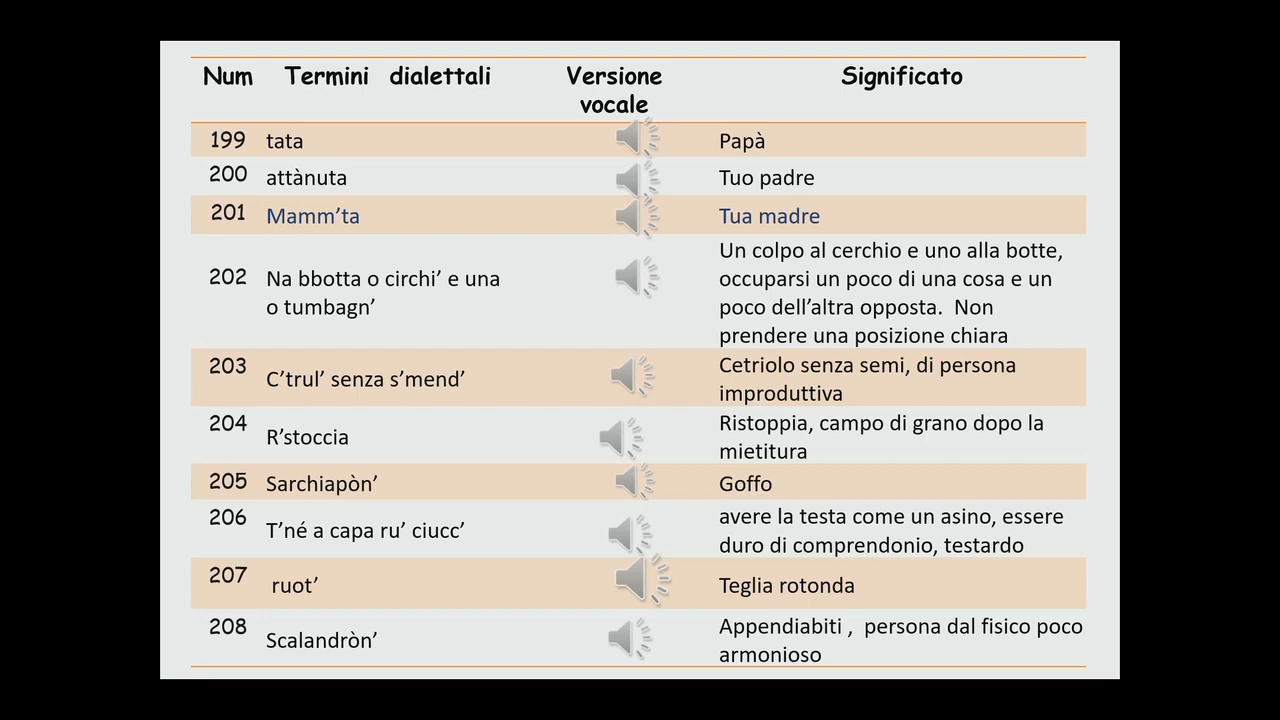 Num Termini dialettali Versione vocale Significato
199 tata Papà
200 attànuta Tuo padre
201 Mamm’ta Tua madre
202 Na bbotta o circhi’ e una o tumbagn’ Un colpo al cerchio e uno alla botte, occuparsi un poco di una cosa e un poco dell’altra opposta. Non prendere una posizione chiara
203 C’trul’ senza s’mend’ Cetriolo senza semi, di persona improduttiva
204 R’stoccia Ristoppia, campo di grano dopo la mietitura
205 Sarchiapòn’ Goffo
206 T’né a capa ru’ ciucc’ avere la testa come un asino, essere duro di comprendonio, testardo
207 ruot’ Teglia rotonda
208 Scalandròn’ Appendiabiti , persona dal fisico poco armonioso